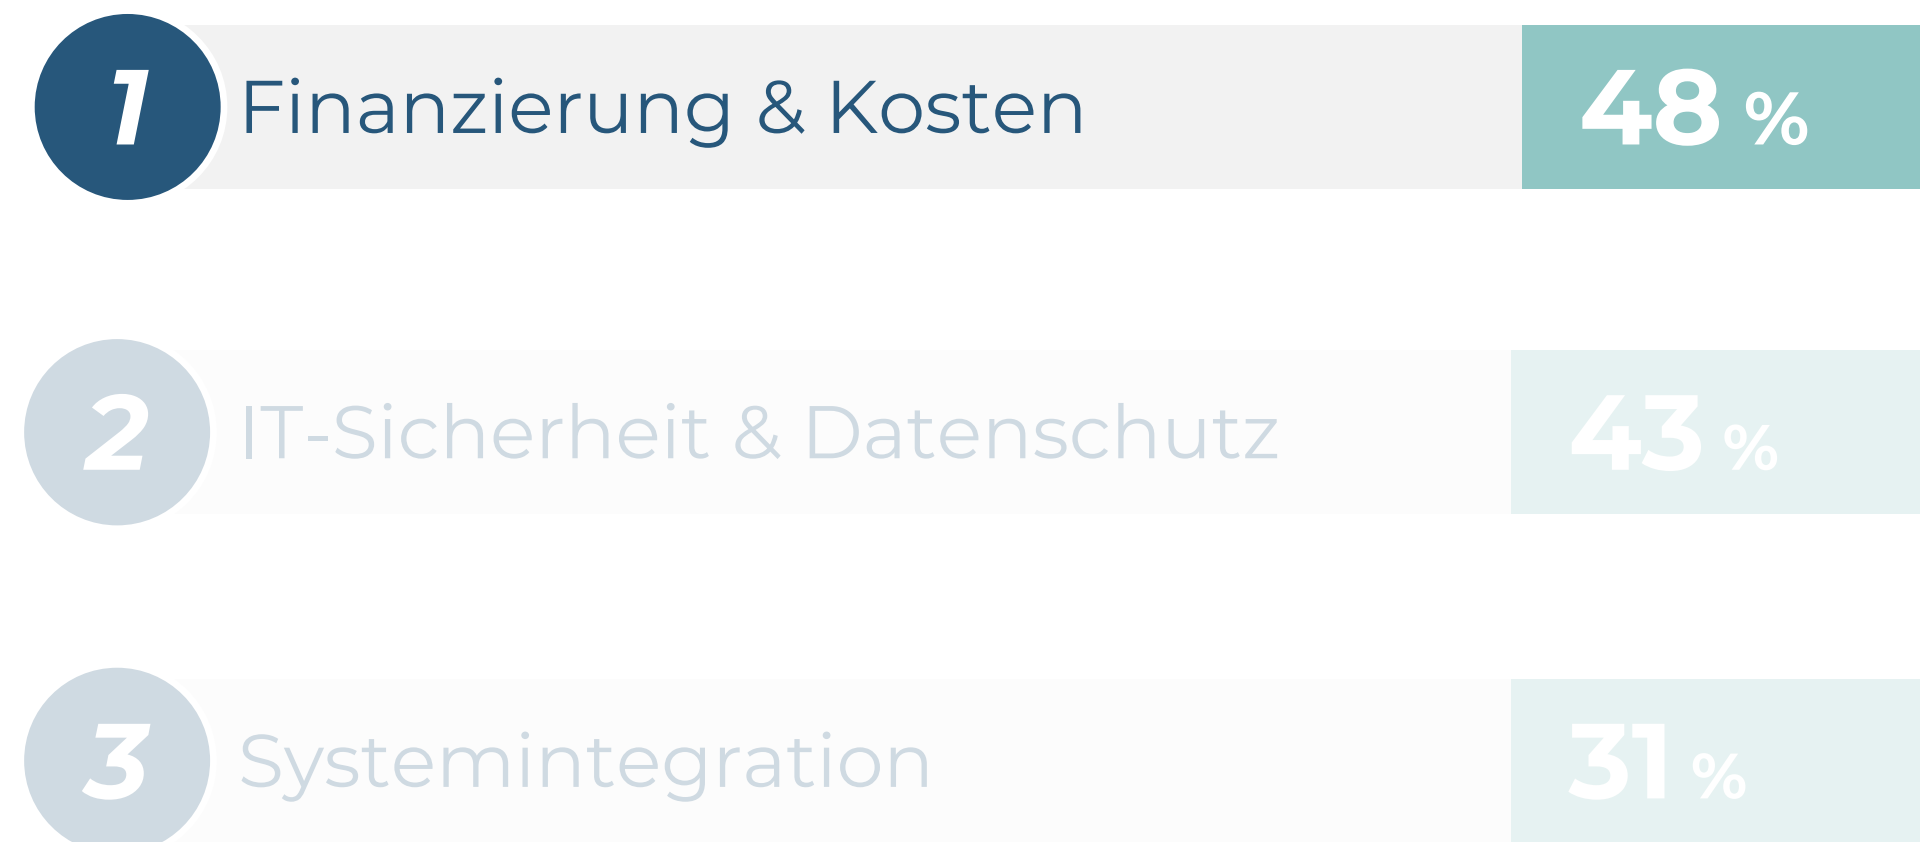 1 Finanzierung & Kosten 48 %
2 IT-Sicherheit & Datenschutz 43 %
3 Systemintegration 31 %